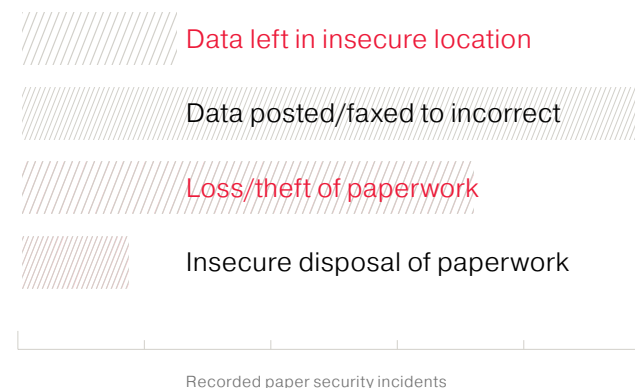 Data left in insecure location
Data posted/faxed to incorrect
Loss/theft of paperwork
Insecure disposal of paperwork
Recorded paper security incidents